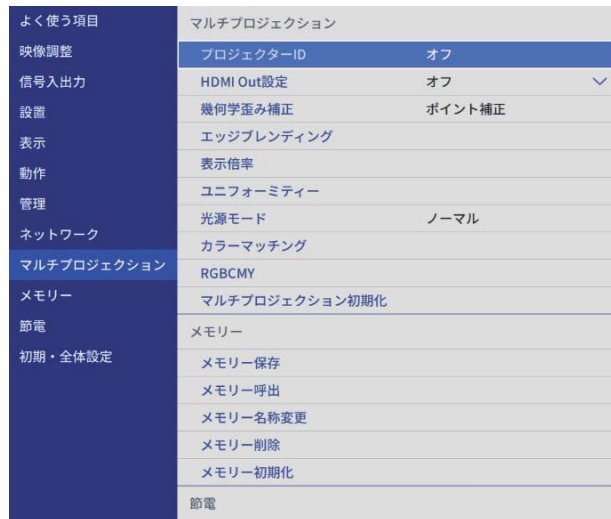 よく使う項目
映像調整
信号入出力
設置
表示
動作
管理
ネットワーク
マルチプロジェクション
メモリー
節電
初期・全体設定
マルチプロジェクション
プロジェクターID オフ
HDMI Out設定 オフ
幾何学歪み補正 ポイント補正
エッジブレンディング
表示倍率
ユニフォーミティー
光源モード ノーマル
カラーマッチング
RGBCMY
マルチプロジェクション初期化
メモリー
メモリー保存
メモリー呼出
メモリー名称変更
メモリー削除
メモリー初期化
節電